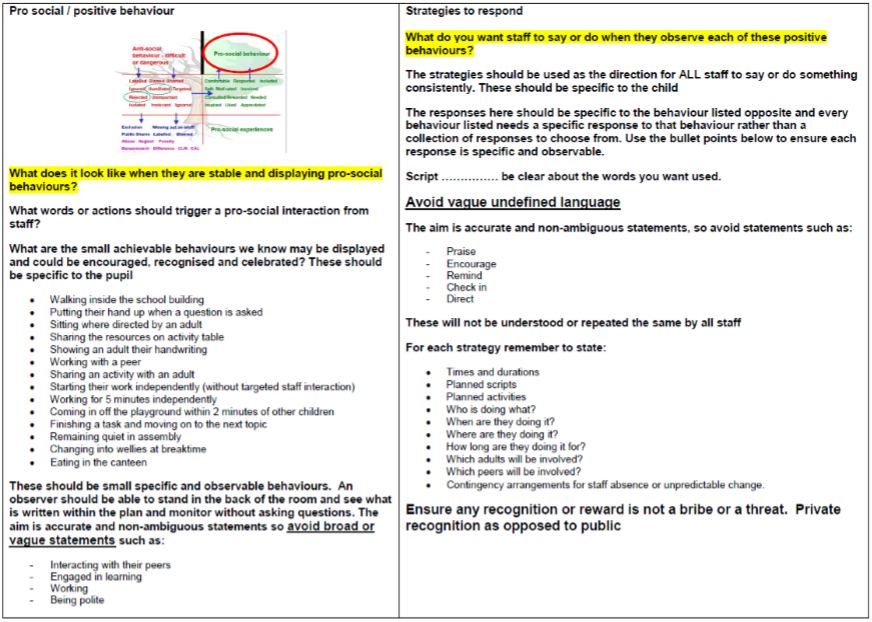 Pro social / positive behaviour
Anti-social
behaviour - difficult
or dangerous
Pro-social behaviour
Labelled Blamed Shamed
Ignored Humiliated Targeted
Rejected Unimportant
Isolated Irrelevant Ignored
Comfortable Respected Included
Safe Motivated Involved
Consulted Rewarded Needed
Inspired Liked Appreciated
Exclusion Missing out on stuff
Public Shame Labelled Blamed
Abuse Neglect Poverty
Bereavement Difference CLIN EAL
Pro-social experiences
What does it look like when they are stable and displaying pro-social
behaviours?
What words or actions should trigger a pro-social interaction from
staff?
What are the small achievable behaviours we know may be displayed
and could be encouraged, recognised and celebrated? These should
be specific to the pupil
• Walking inside the school building
• Putting their hand up when a question is asked
• Sitting where directed by an adult
• Sharing the resources on activity table
• Showing an adult their handwriting
• Working with a peer
• Sharing an activity with an adult
• Starting their work independently (without targeted staff interaction)
• Working for 5 minutes independently
• Coming in off the playground within 2 minutes of other children
• Finishing a task and moving on to the next topic
• Remaining quiet in assembly
• Changing into wellies at breaktime
• Eating in the canteen
These should be small specific and observable behaviours. An
observer should be able to stand in the back of the room and see what
is written within the plan and monitor without asking questions. The
aim is accurate and non-ambiguous statements so avoid broad or
vague statements such as:
- Interacting with their peers
- Engaged in learning
- Working
- Being polite
Strategies to respond
What do you want staff to say or do when they observe each of these positive
behaviours?
The strategies should be used as the direction for ALL staff to say or do something
consistently. These should be specific to the child
The responses here should be specific to the behaviour listed opposite and every
behaviour listed needs a specific response to that behaviour rather than a
collection of responses to choose from. Use the bullet points below to ensure each
response is specific and observable.
Script …………… be clear about the words you want used.
Avoid vague undefined language
The aim is accurate and non-ambiguous statements, so avoid statements such as:
- Praise
- Encourage
- Remind
- Check in
- Direct
These will not be understood or repeated the same by all staff
For each strategy remember to state:
• Times and durations
• Planned scripts
• Planned activities
• Who is doing what?
• When are they doing it?
• Where are they doing it?
• How long are they doing it for?
• Which adults will be involved?
• Which peers will be involved?
• Contingency arrangements for staff absence or unpredictable change.
Ensure any recognition or reward is not a bribe or a threat. Private
recognition as opposed to public